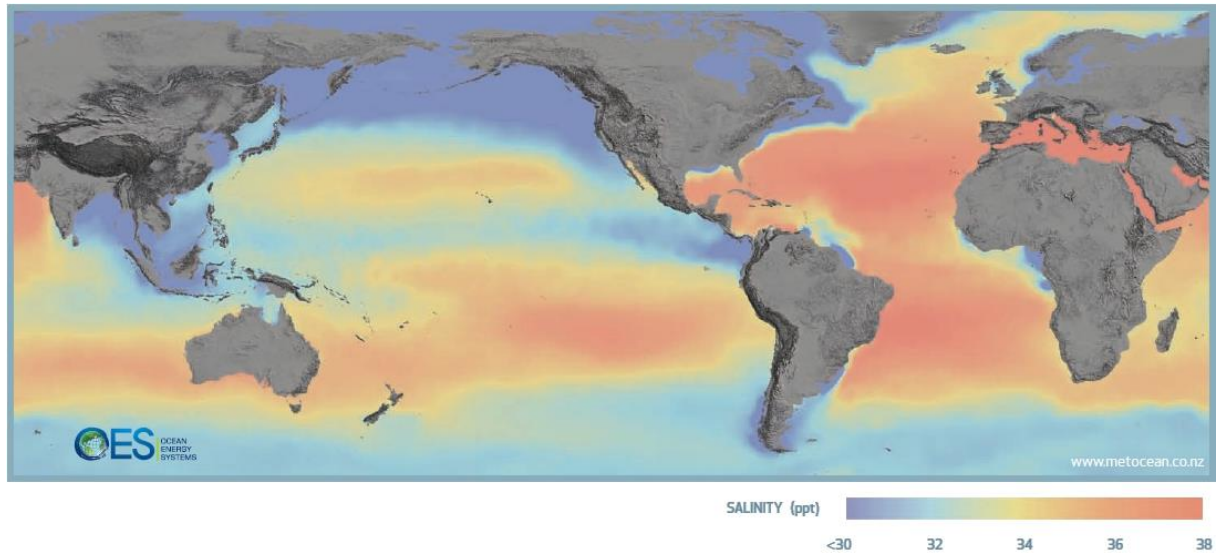 OES
OCEAN
ENERGY
SYSTEMS
www.metocean.co.nz
SALINITY (ppt)
<30 32 34 36 38